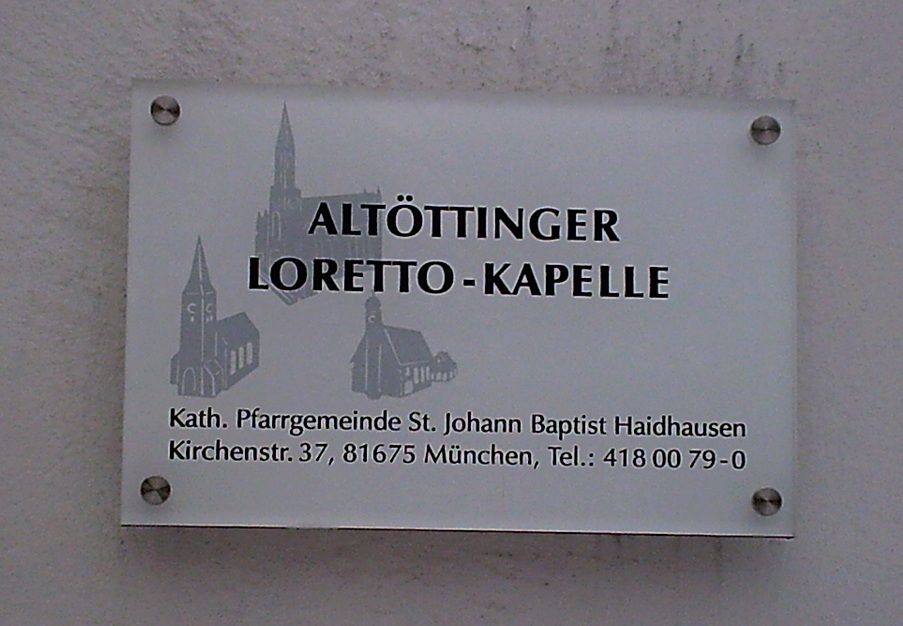 ALTÖTTINGER
LORETTO-KAPELLE
Kath. Pfarrgemeinde St. Johann Baptist Haidhausen
Kirchenstr. 37, 81675 München, Tel.: 418 00 79-0